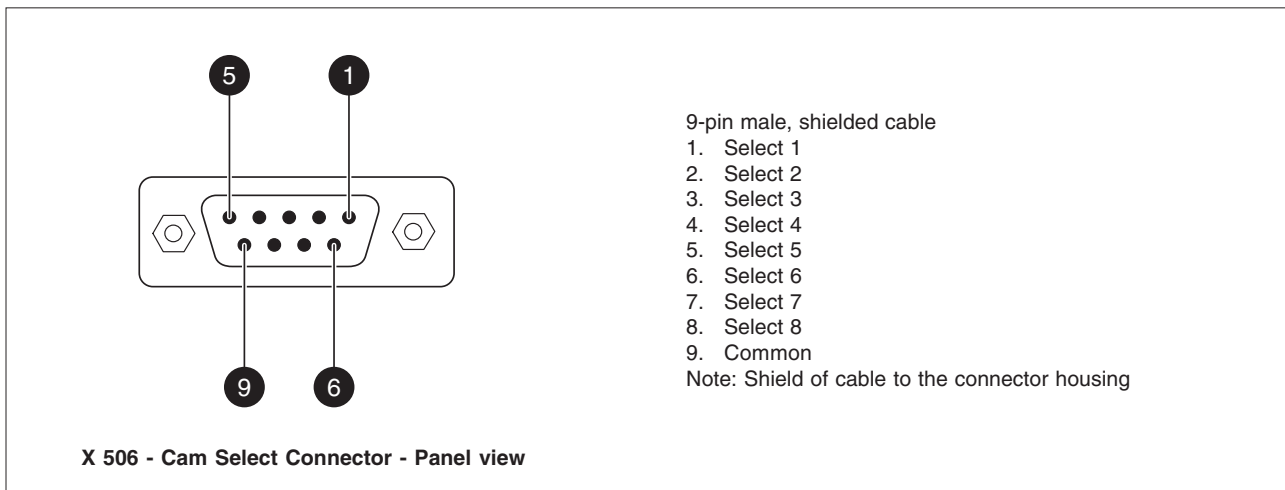 5 1
9 6
X 506 - Cam Select Connector - Panel view
9-pin male, shielded cable
1. Select 1
2. Select 2
3. Select 3
4. Select 4
5. Select 5
6. Select 6
7. Select 7
8. Select 8
9. Common
Note: Shield of cable to the connector housing